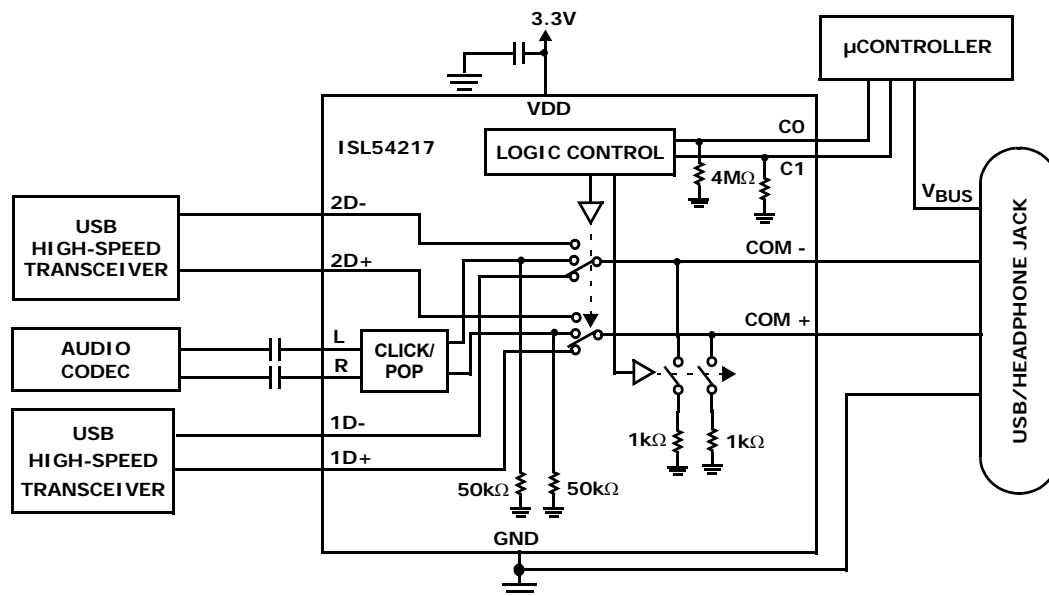 3.3V
µCONTROLLER
VDD
ISL54217
LOGIC CONTROL
C0
C1
4MΩ
VBUS
USB
HIGH-SPEED
TRANSCEIVER
2D-
2D+
COM -
COM +
AUDIO
CODEC
L
R
CLICK/
POP
USB
HIGH-SPEED
TRANSCEIVER
1D-
1D+
50kΩ
50kΩ
1kΩ
1kΩ
GND
USB/HEADPHONE JACK